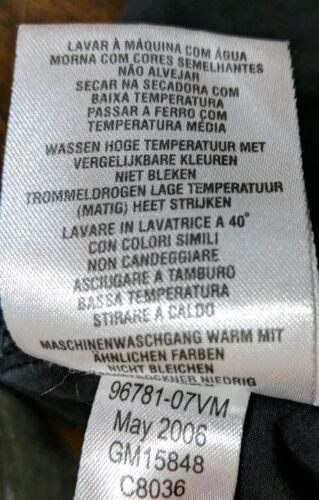 LAVAR À MÁQUINA COM ÁGUA
MORNA COM CORES SEMELHANTES
NÃO ALVEJAR
SECAR NA SECADORA COM
BAIXA TEMPERATURA
PASSAR A FERRO COM
TEMPERATURA MÉDIA
WASSEN HOGE TEMPERATUUR MET
VERGELIJKBARE KLEUREN
NIET BLEKEN
TROMMELDROGEN LAGE TEMPERATUUR
(MATIG) HEET STRIJKEN
LAVARE IN LAVATRICE A 40°
CON COLORI SIMILI
NON CANDEGGIARE
ASCIUGARE A TAMBURO
BASSA TEMPERATURA
STIRARE A CALDO
MASCHINENWASCHGANG WARM MIT
ÄHNLICHEN FARBEN
NICHT BLEICHEN
NIEDRIG
96781-07VM
May 2006
GM15848
C8036